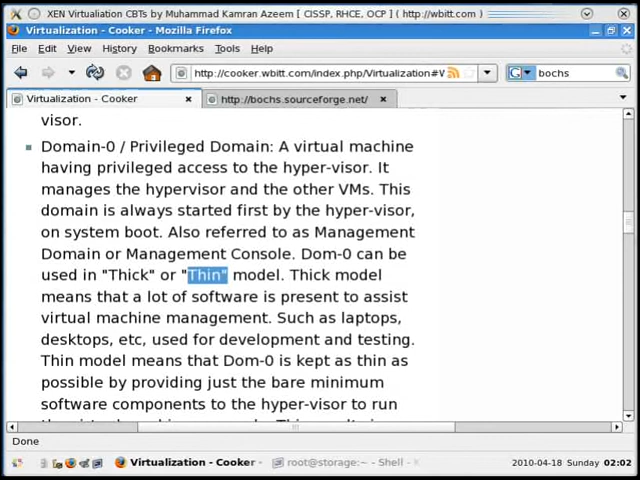 XEN Virtualiation CBTs by Muhammad Kamran Azeem [ CISSP, RHCE, OCP ] ( http://wbitt.com )
Virtualization - Cooker - Mozilla Firefox
File Edit View History Bookmarks Tools Help
http://cooker.wbitt.com/index.php/Virtualization#V
bochs
Virtualization - Cooker
http://bochs.sourceforge.net/
visor.
Domain-0 / Privileged Domain: A virtual machine
having privileged access to the hyper-visor. It
manages the hypervisor and the other VMs. This
domain is always started first by the hyper-visor,
on system boot. Also referred to as Management
Domain or Management Console. Dom-0 can be
used in "Thick" or "Thin" model. Thick model
means that a lot of software is present to assist
virtual machine management. Such as laptops,
desktops, etc, used for development and testing.
Thin model means that Dom-0 is kept as thin as
possible by providing just the bare minimum
software components to the hyper-visor to run
Done
Virtualization - Cooker
root@storage:~ - Shell -
2010-04-18 Sunday 02:02